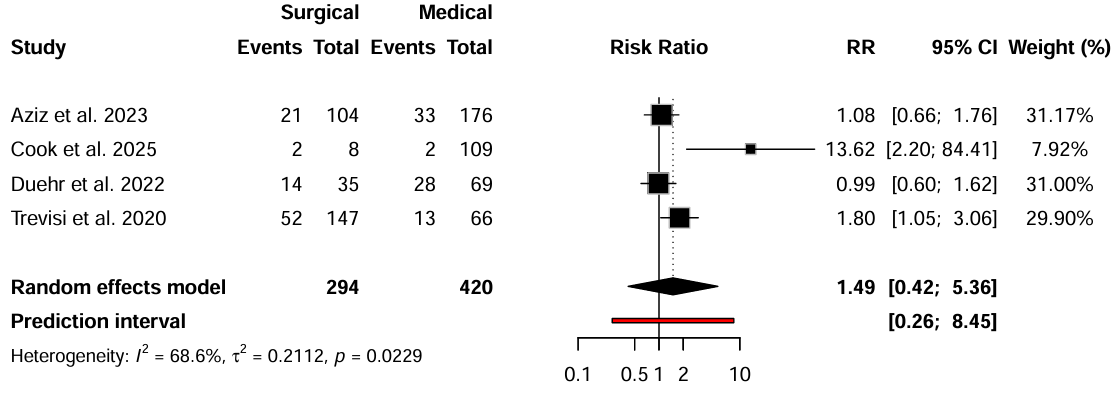 Surgical Medical
Study Events Total Events Total Risk Ratio RR 95% CI Weight (%)
Aziz et al. 2023 21 104 33 176 1.08 [0.66; 1.76] 31.17%
Cook et al. 2025 2 8 2 109 13.62 [2.20; 84.41] 7.92%
Duehr et al. 2022 14 35 28 69 0.99 [0.60; 1.62] 31.00%
Trevisi et al. 2020 52 147 13 66 1.80 [1.05; 3.06] 29.90%
Random effects model 294 420 1.49 [0.42; 5.36]
Prediction interval [0.26; 8.45]
Heterogeneity: I² = 68.6%, τ² = 0.2112, p = 0.0229
0.1 0.5 1 2 10